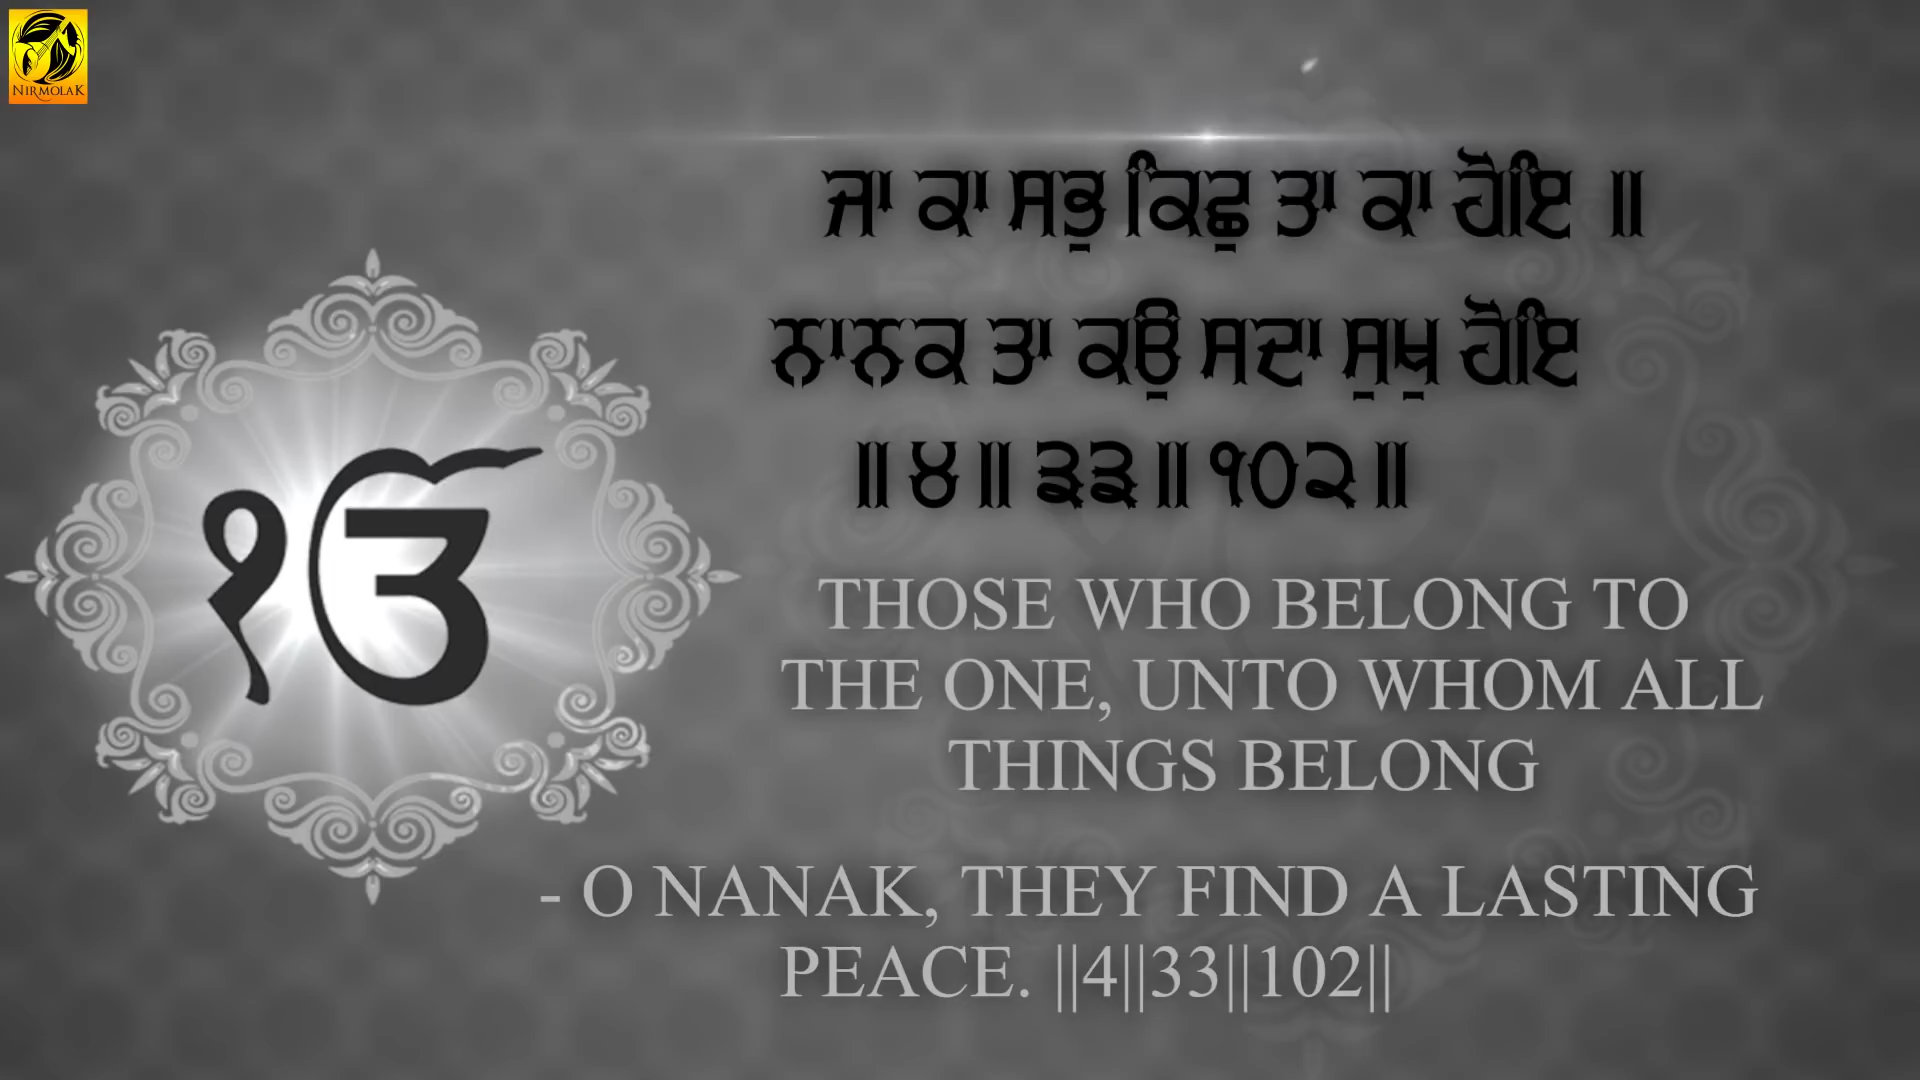 NIRMOLAK
ਜਾ ਕਾ ਸਭੁ ਕਿਛੁ ਤਾ ਕਾ ਹੋਇ ॥
ਨਾਨਕ ਤਾ ਕਉ ਸਦਾ ਸੁਖੁ ਹੋਇ
॥੪॥੩੩॥੧੦੨॥
ੴ
THOSE WHO BELONG TO
THE ONE, UNTO WHOM ALL
THINGS BELONG
- O NANAK, THEY FIND A LASTING
PEACE. ||4||33||102||